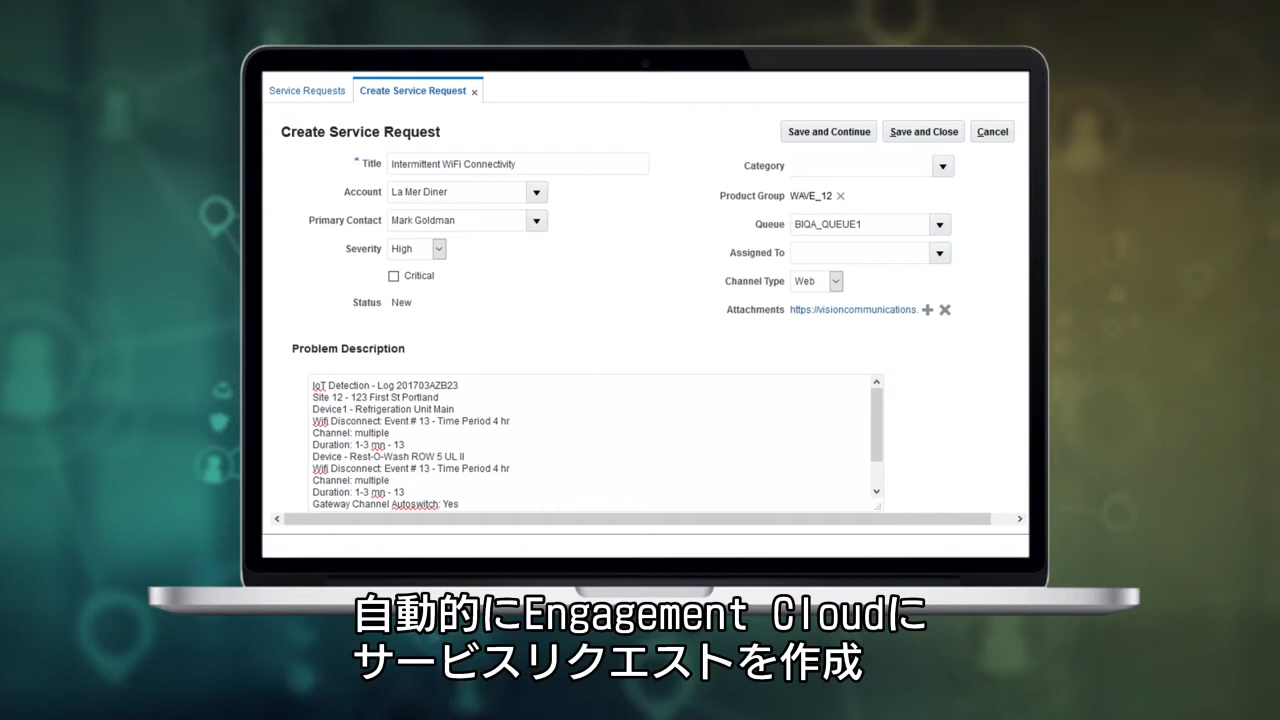 Service Requests
Create Service Request
Create Service Request
Save and Continue
Save and Close
Cancel
* Title Intermittent WiFi Connectivity
Account La Mer Diner
Primary Contact Mark Goldman
Severity High
Critical
Status New
Category
Product Group WAVE_12
Queue BIQA_QUEUE1
Assigned To
Channel Type Web
Attachments https://visioncommunications.
Problem Description
IoT Detection - Log 201703AZB23
Site 12 - 123 First St Portland
Device1 - Refrigeration Unit Main
Wifi Disconnect: Event # 13 - Time Period 4 hr
Channel: multiple
Duration: 1-3 mn - 13
Device - Rest-O-Wash ROW 5 UL II
Wifi Disconnect: Event # 13 - Time Period 4 hr
Channel: multiple
Duration: 1-3 mn - 13
Gateway Channel Autoswitch: Yes
自動的にEngagement Cloudに
サービスリクエストを作成